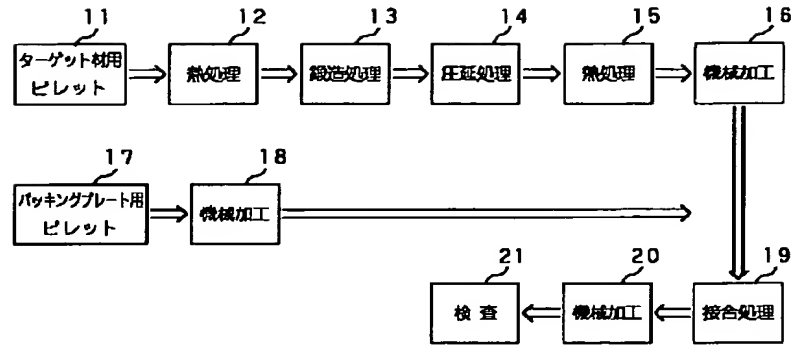 11
ターゲット材用
ビレット
12
熱処理
13
鍛造処理
14
圧延処理
15
熱処理
16
機械加工
17
バッキングプレート用
ビレット
18
機械加工
19
接合処理
20
機械加工
21
検 査